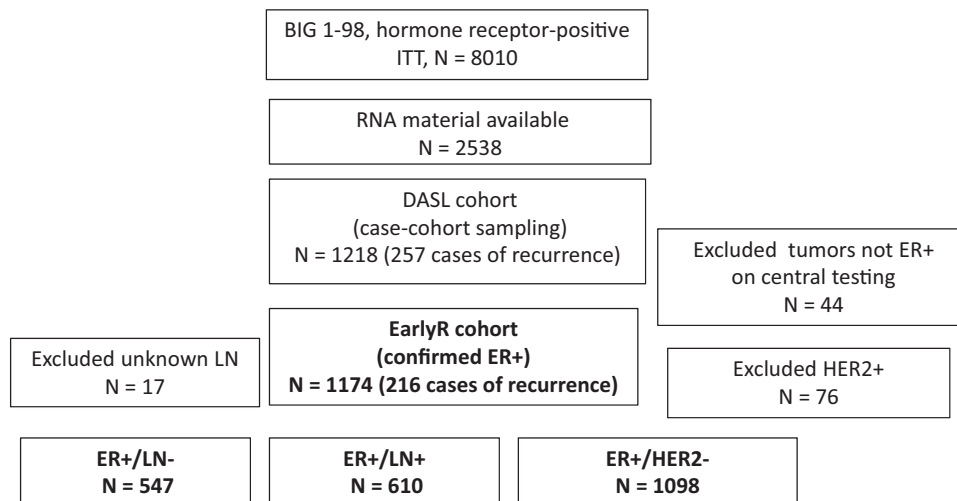 BIG 1-98, hormone receptor-positive
ITT, N = 8010
RNA material available
N = 2538
DASL cohort
(case-cohort sampling)
N = 1218 (257 cases of recurrence)
Excluded tumors not ER+
on central testing
N = 44
EarlyR cohort
(confirmed ER+)
N = 1174 (216 cases of recurrence)
Excluded unknown LN
N = 17
Excluded HER2+
N = 76
ER+/LN-
N = 547
ER+/LN+
N = 610
ER+/HER2-
N = 1098